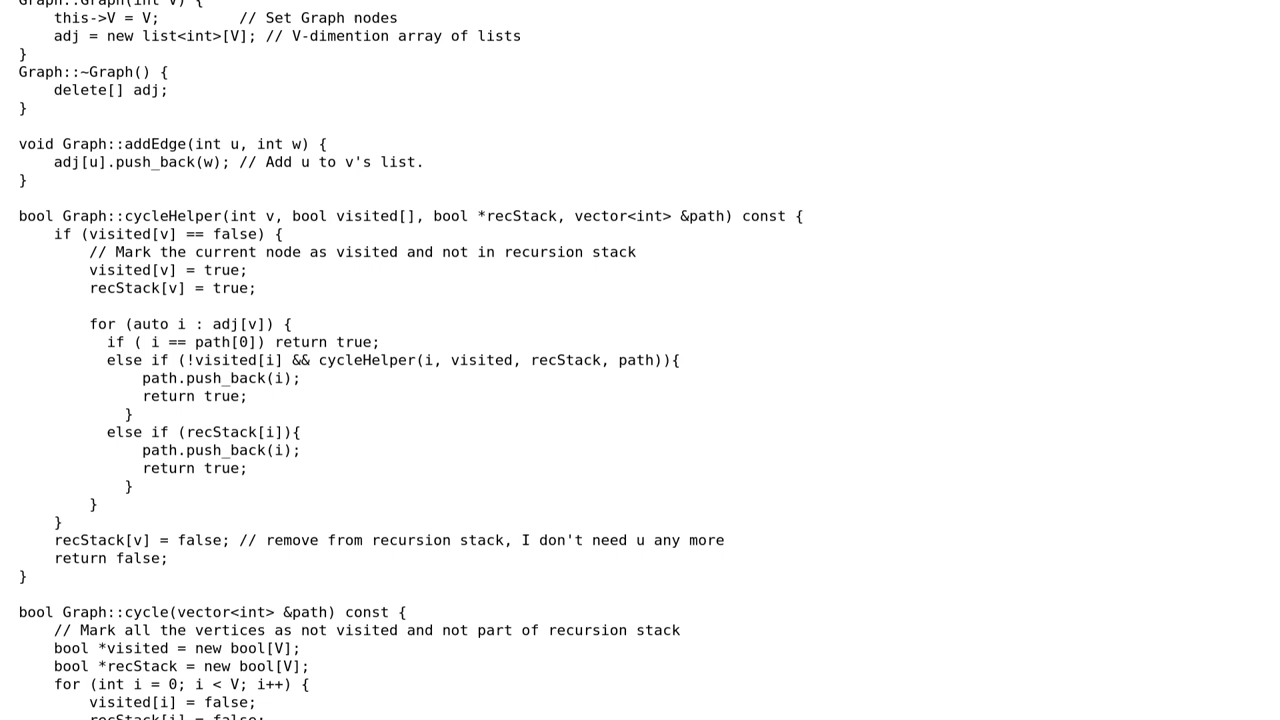 Graph::Graph(int V) {
    this->V = V;         // Set Graph nodes
    adj = new list<int>[V]; // V-dimention array of lists
}
Graph::~Graph() {
    delete[] adj;
}

void Graph::addEdge(int u, int w) {
    adj[u].push_back(w); // Add u to v's list.
}

bool Graph::cycleHelper(int v, bool visited[], bool *recStack, vector<int> &path) const {
    if (visited[v] == false) {
        // Mark the current node as visited and not in recursion stack
        visited[v] = true;
        recStack[v] = true;

        for (auto i : adj[v]) {
          if ( i == path[0]) return true;
          else if (!visited[i] && cycleHelper(i, visited, recStack, path)){
              path.push_back(i);
              return true;
            }
          else if (recStack[i]){
              path.push_back(i);
              return true;
            }
        }
    }
    recStack[v] = false; // remove from recursion stack, I don't need u any more
    return false;
}

bool Graph::cycle(vector<int> &path) const {
    // Mark all the vertices as not visited and not part of recursion stack
    bool *visited = new bool[V];
    bool *recStack = new bool[V];
    for (int i = 0; i < V; i++) {
        visited[i] = false;
        recStack[i] = false;